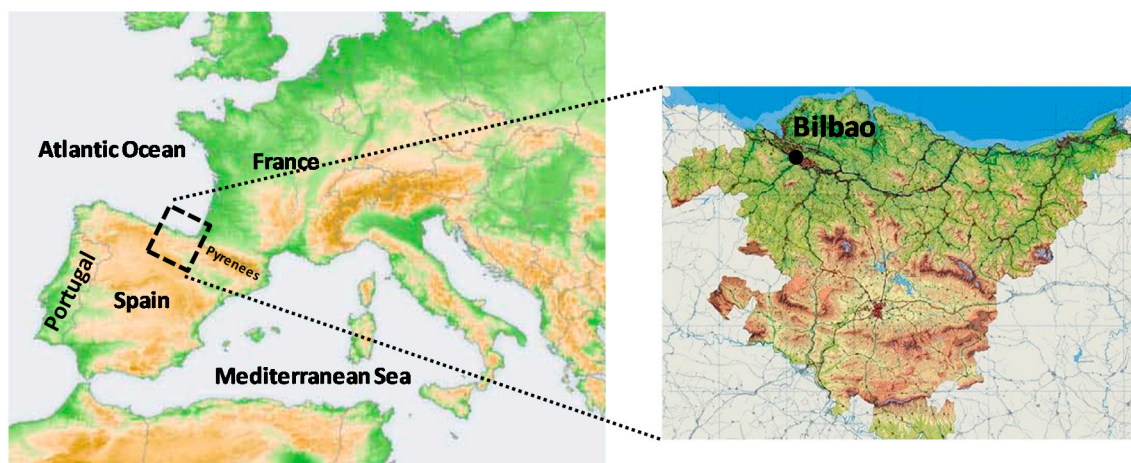 Atlantic Ocean
France
Pyrenees
Portugal
Spain
Mediterranean Sea
Bilbao